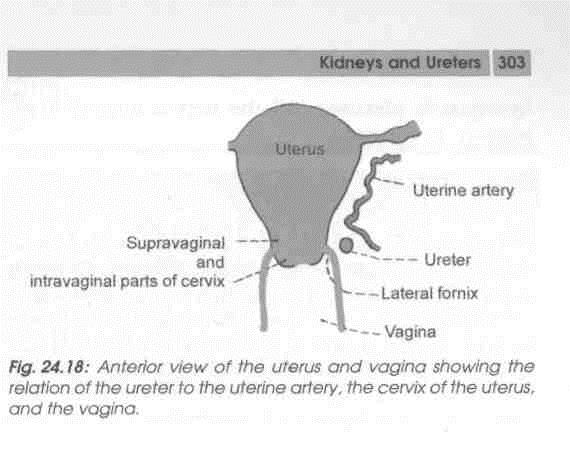 Kidneys and Ureters 303
Uterus
Uterine artery
Supravaginal
and
intravaginal parts of cervix
Ureter
Lateral fornix
Vagina
Fig. 24.18: Anterior view of the uterus and vagina showing the
relation of the ureter to the uterine artery, the cervix of the uterus,
and the vagina.